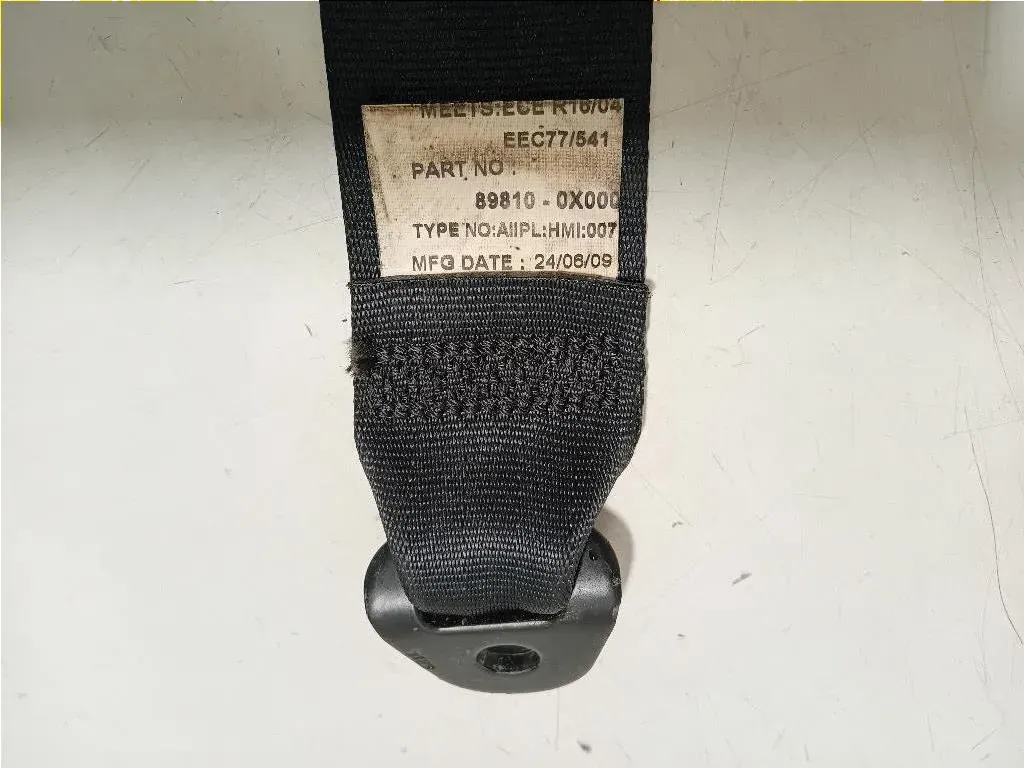 MEETS:ECE R16/04
EEC77/541
PART NO :
89810 - 0X000
TYPE NO:AIIPL:HMI:007
MFG DATE : 24/06/09